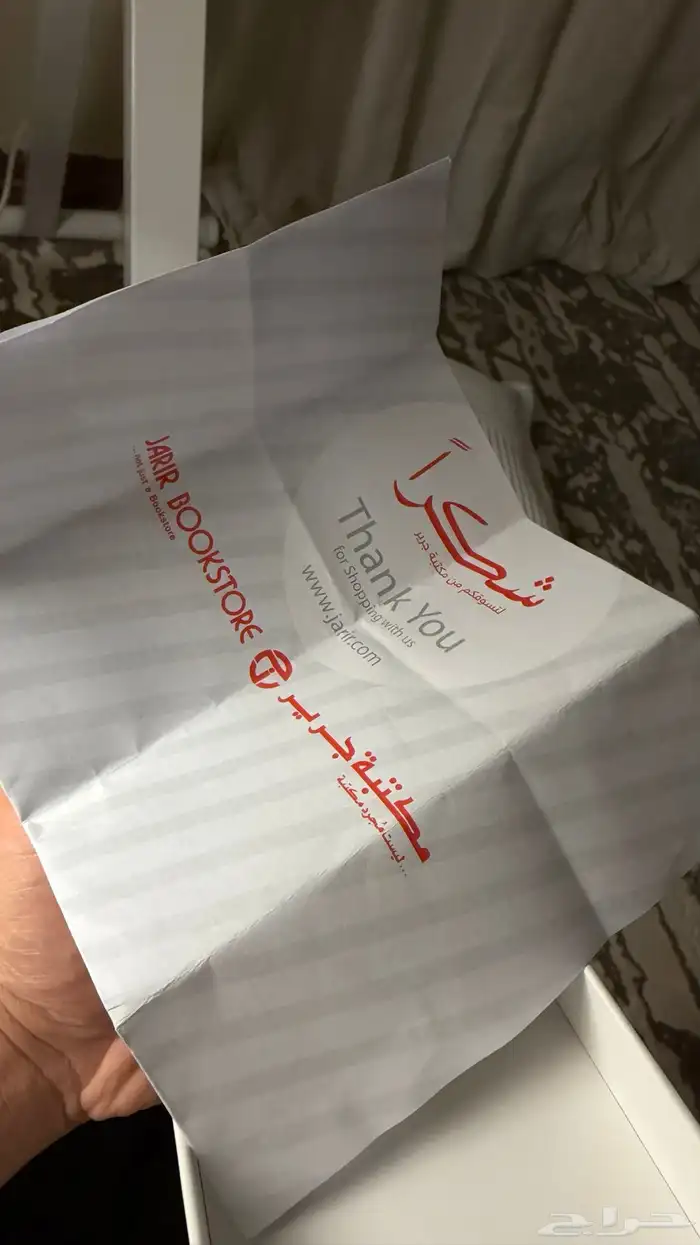 شكراً
لتسوقكم من مكتبة جرير
Thank You
for Shopping with us
www.jarir.com
JARIR BOOKSTORE مكتبة جرير
...not just a Bookstore ...ليست مُجرد مكتبة
حراج